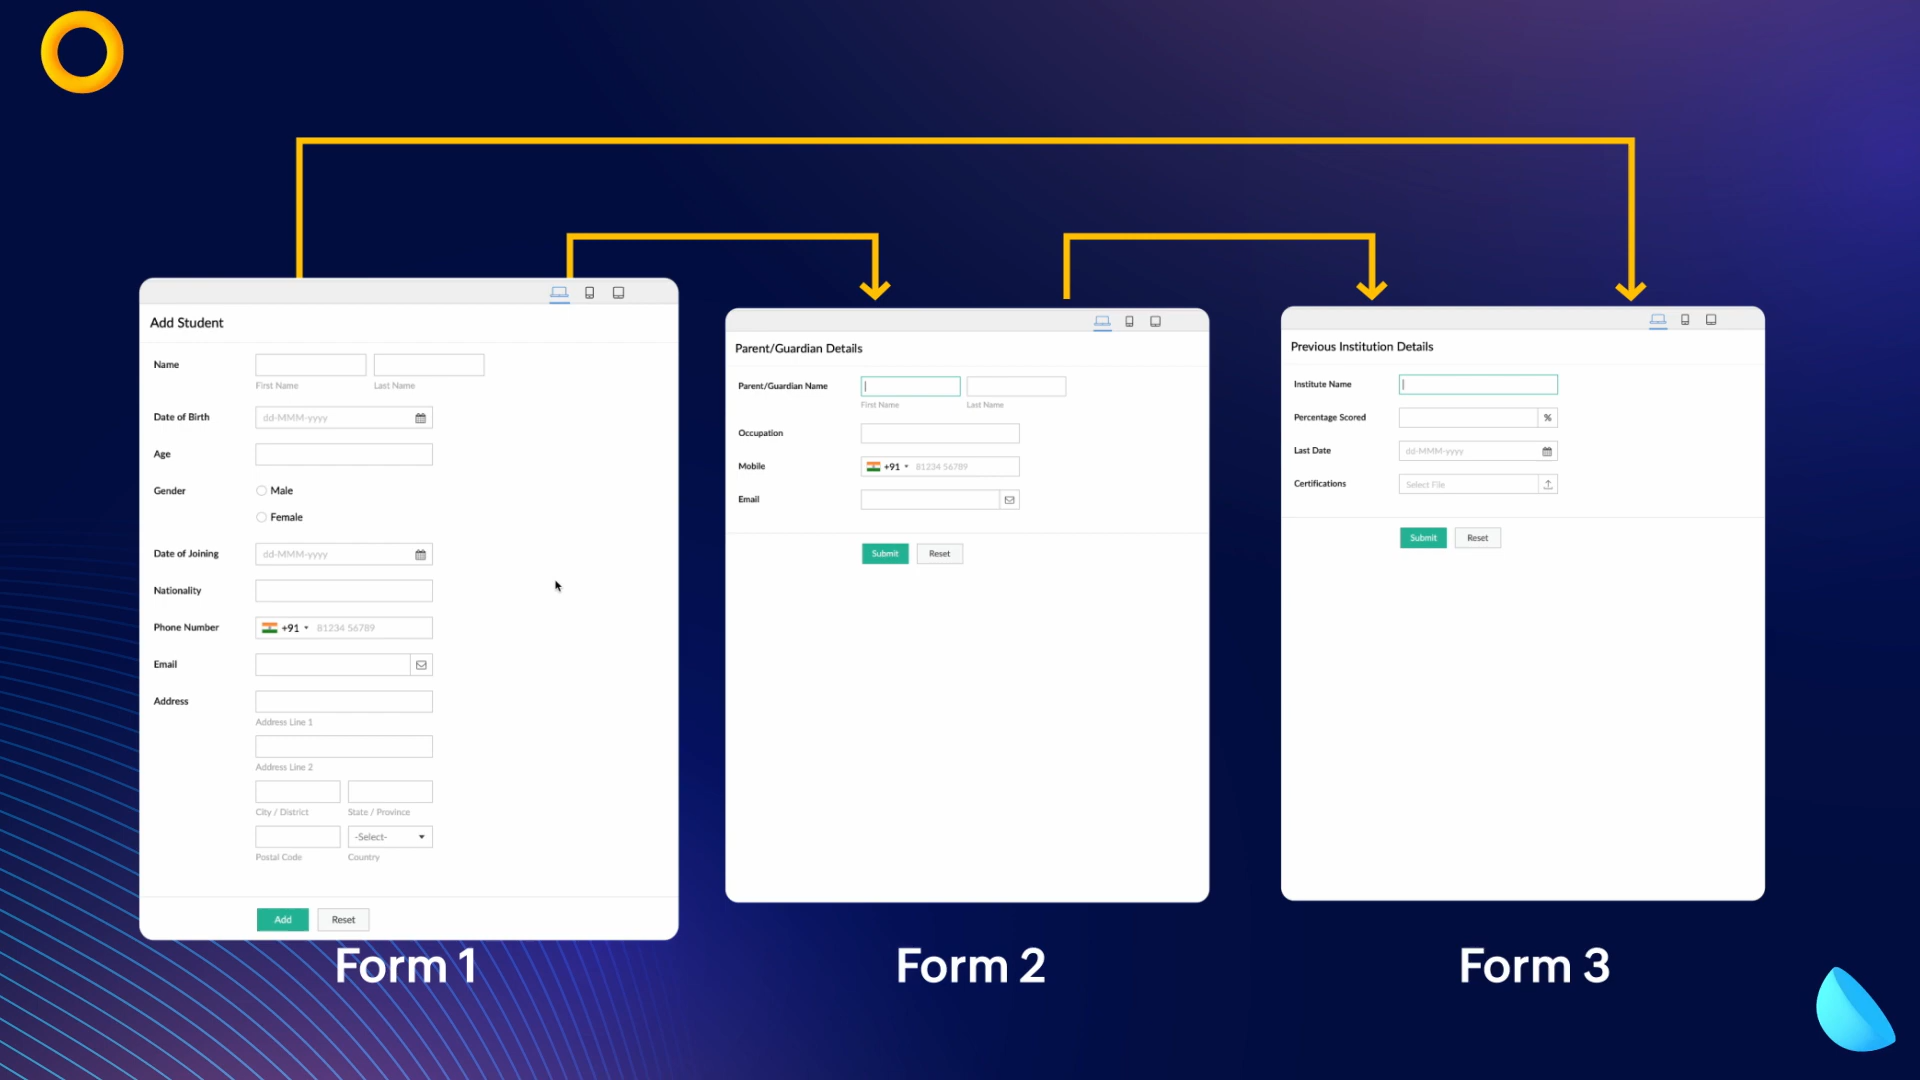 Add Student
Name
First Name Last Name
Date of Birth dd-MMM-yyyy
Age
Gender Male
Female
Date of Joining dd-MMM-yyyy
Nationality
Phone Number +91 81234 56789
Email
Address
Address Line 1
Address Line 2
City / District State / Province
-Select-
Postal Code Country
Add Reset
Form 1
Parent/Guardian Details
Parent/Guardian Name
First Name Last Name
Occupation
Mobile +91 81234 56789
Email
Submit Reset
Form 2
Previous Institution Details
Institute Name
Percentage Scored %
Last Date dd-MMM-yyyy
Certifications Select File
Submit Reset
Form 3